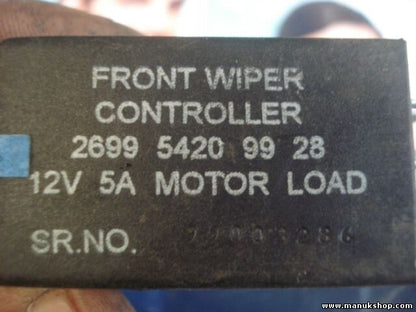 FRONT WIPER
CONTROLLER
2699 5420 99 28
12V 5A MOTOR LOAD
SR.NO.
www.manukshop.com